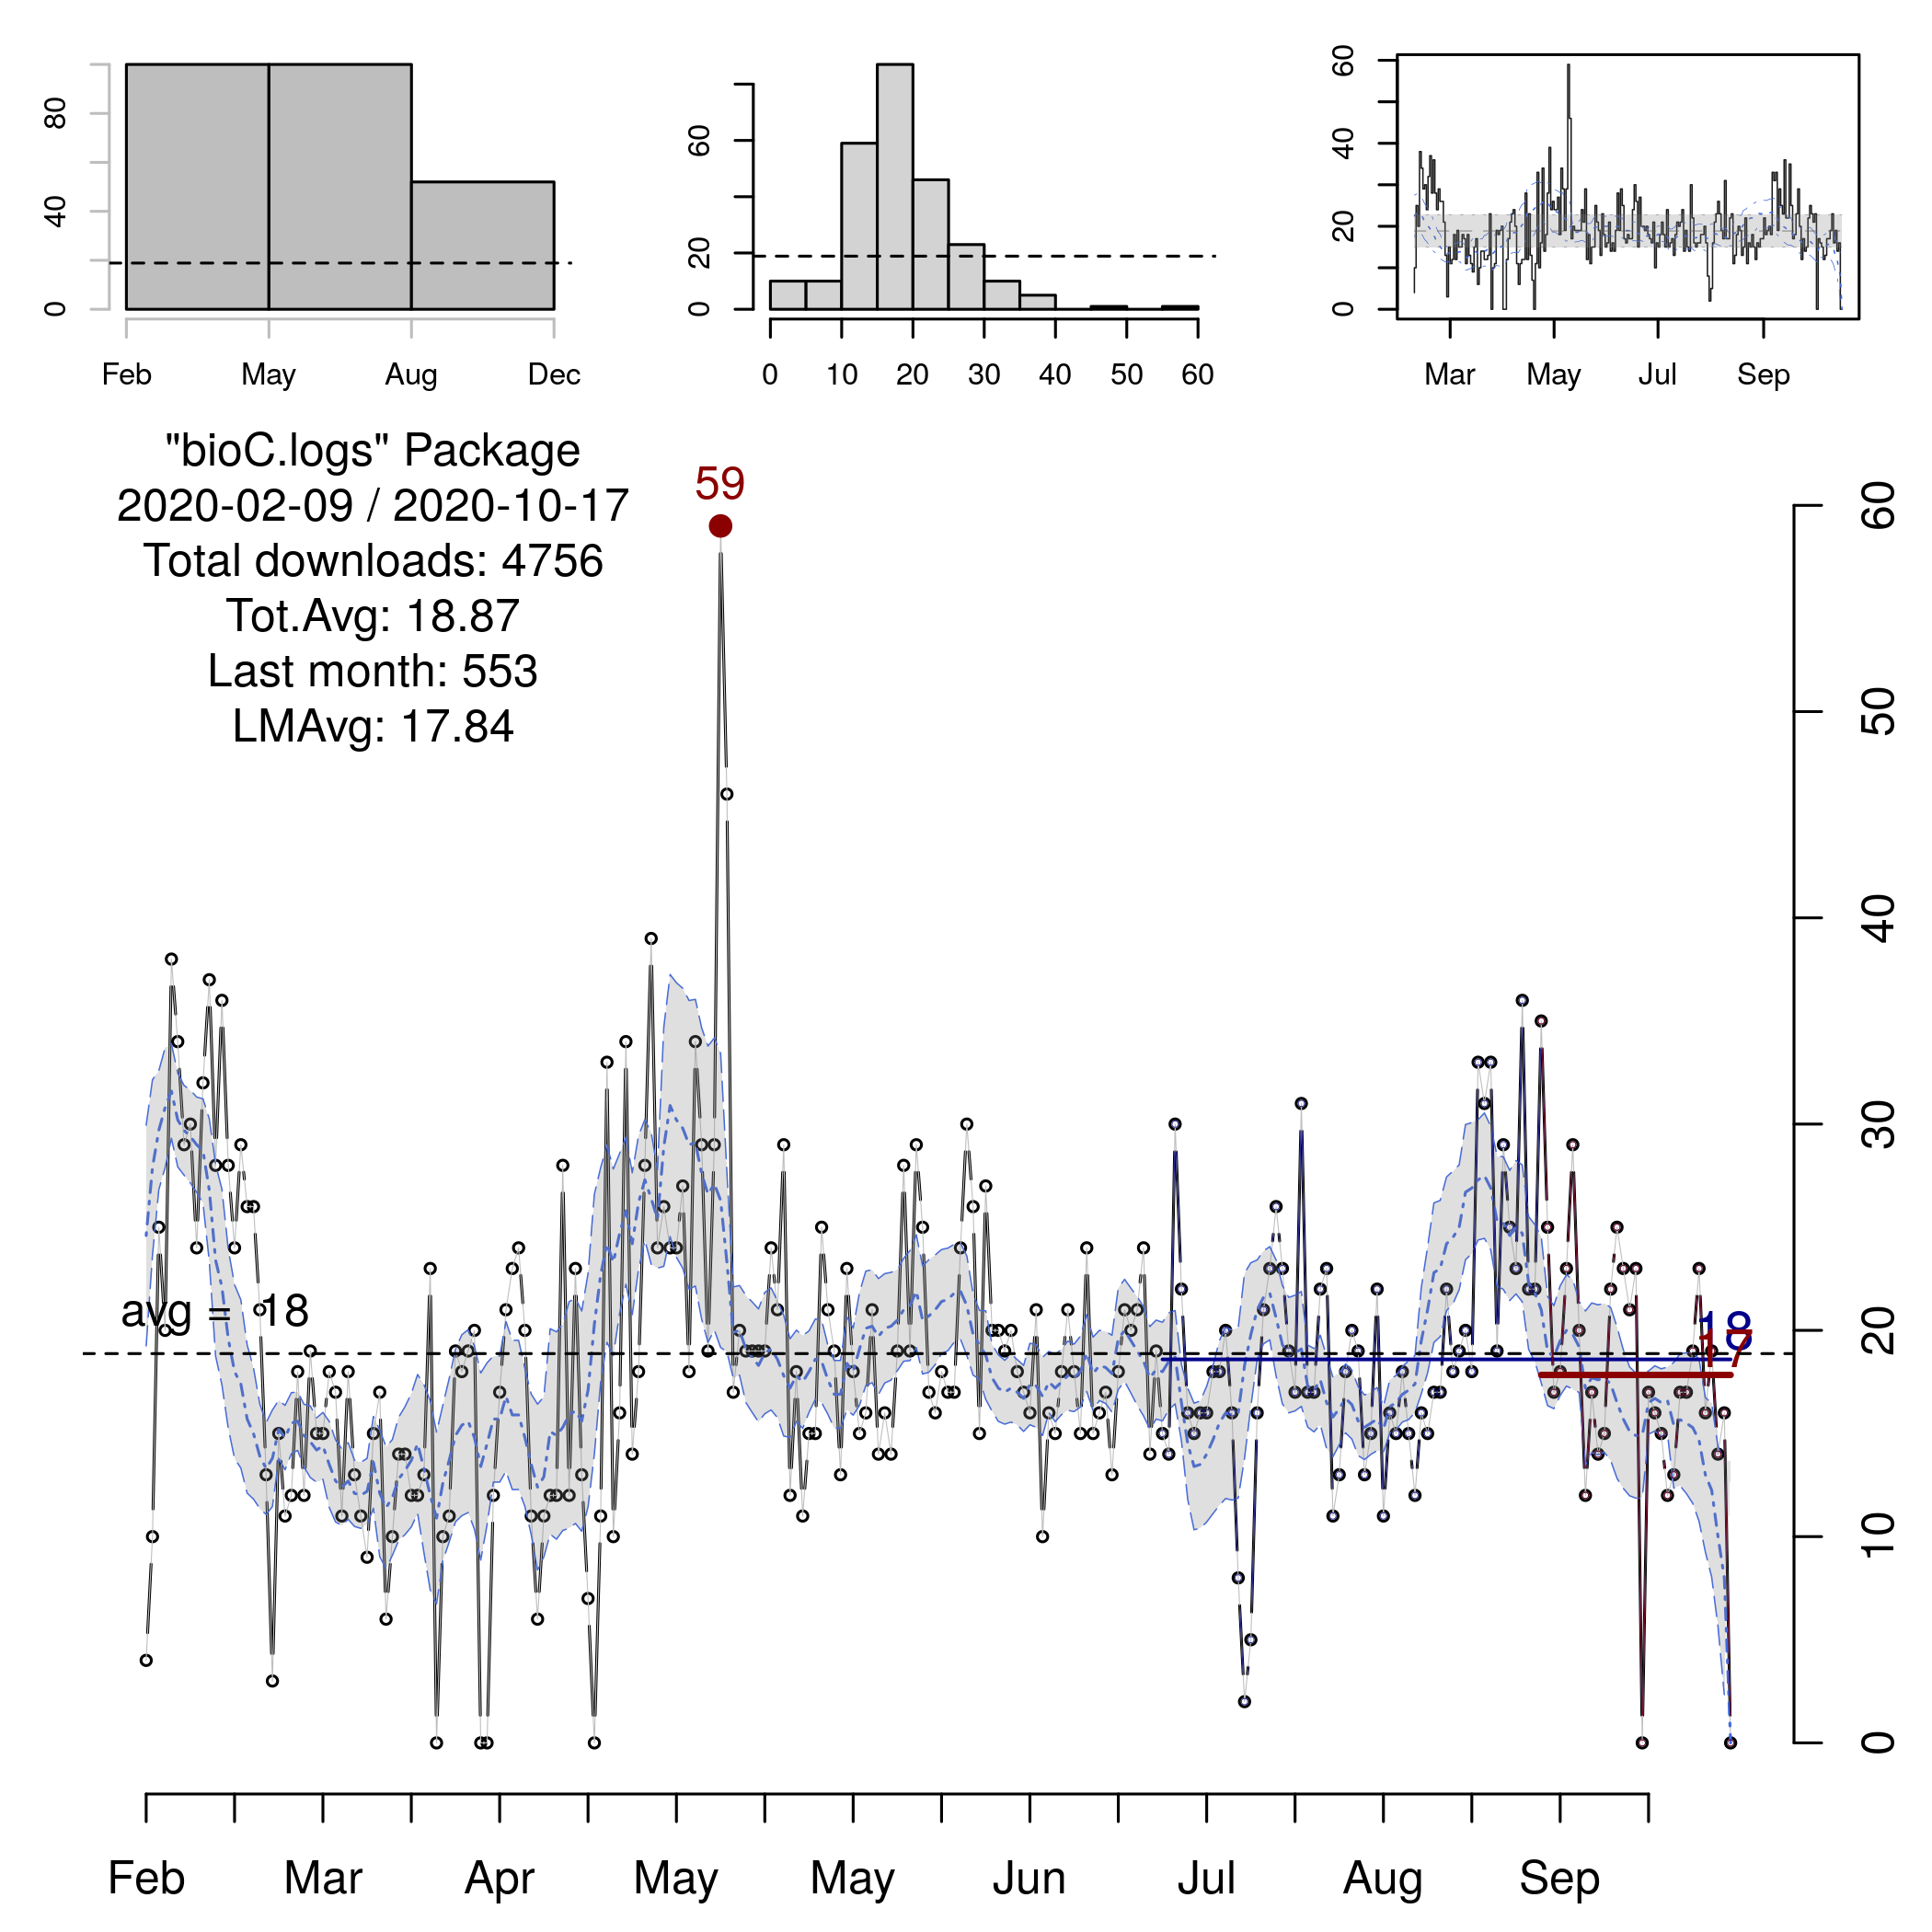 80
40
0
Feb May Aug Dec
60
20
0
0 10 20 30 40 50 60
60
40
20
0
Mar May Jul Sep
"bioC.logs" Package
2020-02-09 / 2020-10-17
Total downloads: 4756
Tot.Avg: 18.87
Last month: 553
LMAvg: 17.84
59
avg = 18
18
17
60
50
40
30
20
10
0
Feb Mar Apr May May Jun Jul Aug Sep